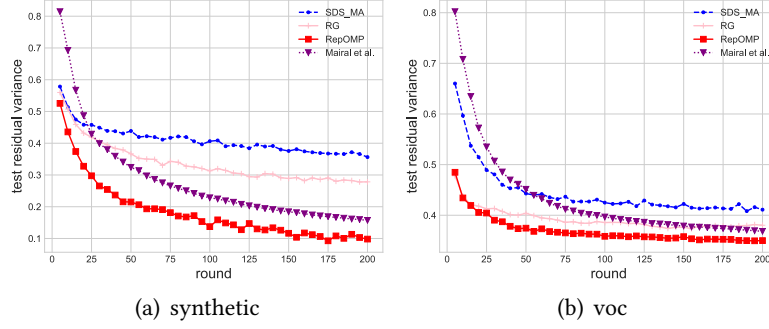 0.8
0.7
0.6
0.5
0.4
0.3
0.2
0.1
test residual variance
0 25 50 75 100 125 150 175 200
round
SDS_MA
RG
RepOMP
Mairal et al.
(a) synthetic
0.8
0.7
0.6
0.5
0.4
test residual variance
0 25 50 75 100 125 150 175 200
round
SDS_MA
RG
RepOMP
Mairal et al.
(b) voc